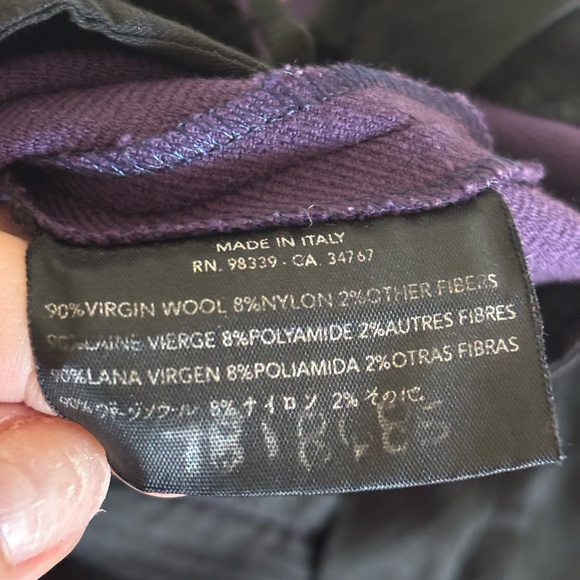 MADE IN ITALY
RN. 98339 - CA. 34767
90%VIRGIN WOOL 8%NYLON 2%OTHER FIBERS
90%LAINE VIERGE 8%POLYAMIDE 2%AUTRES FIBRES
90%LANA VIRGEN 8%POLIAMIDA 2%OTRAS FIBRAS
90%ヴァージンウール 8%ナイロン 2%その他